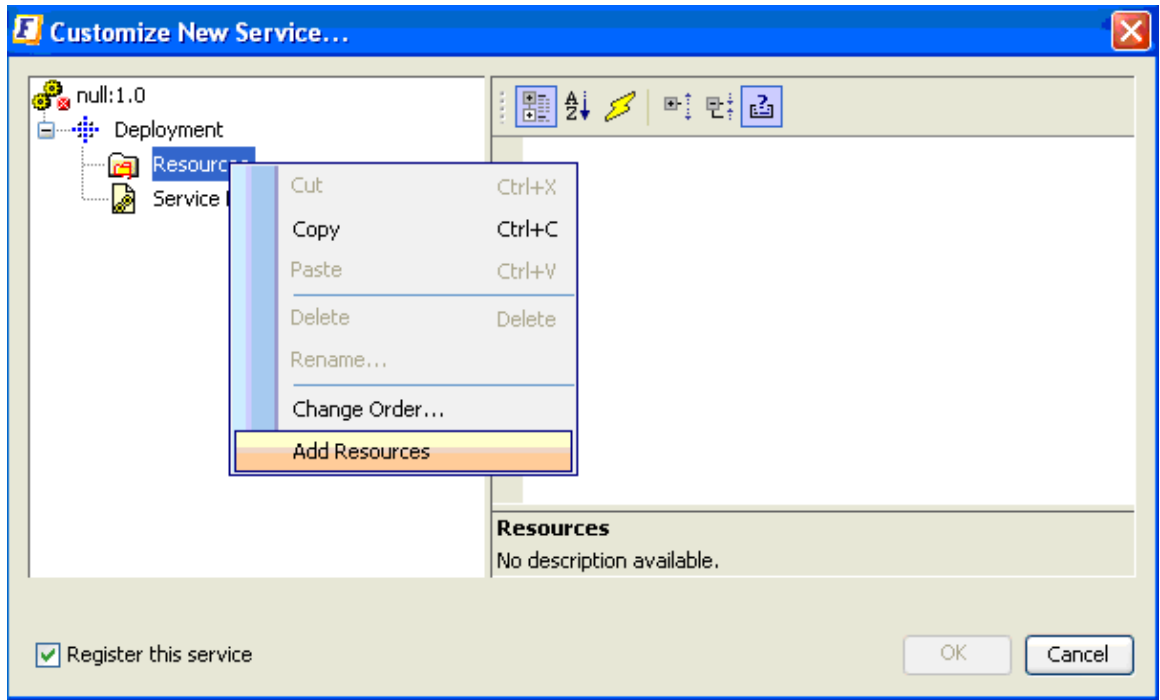 Customize New Service...
null:1.0
Deployment
Resources
Service
Cut Ctrl+X
Copy Ctrl+C
Paste Ctrl+V
Delete Delete
Rename...
Change Order...
Add Resources
Resources
No description available.
Register this service
OK
Cancel